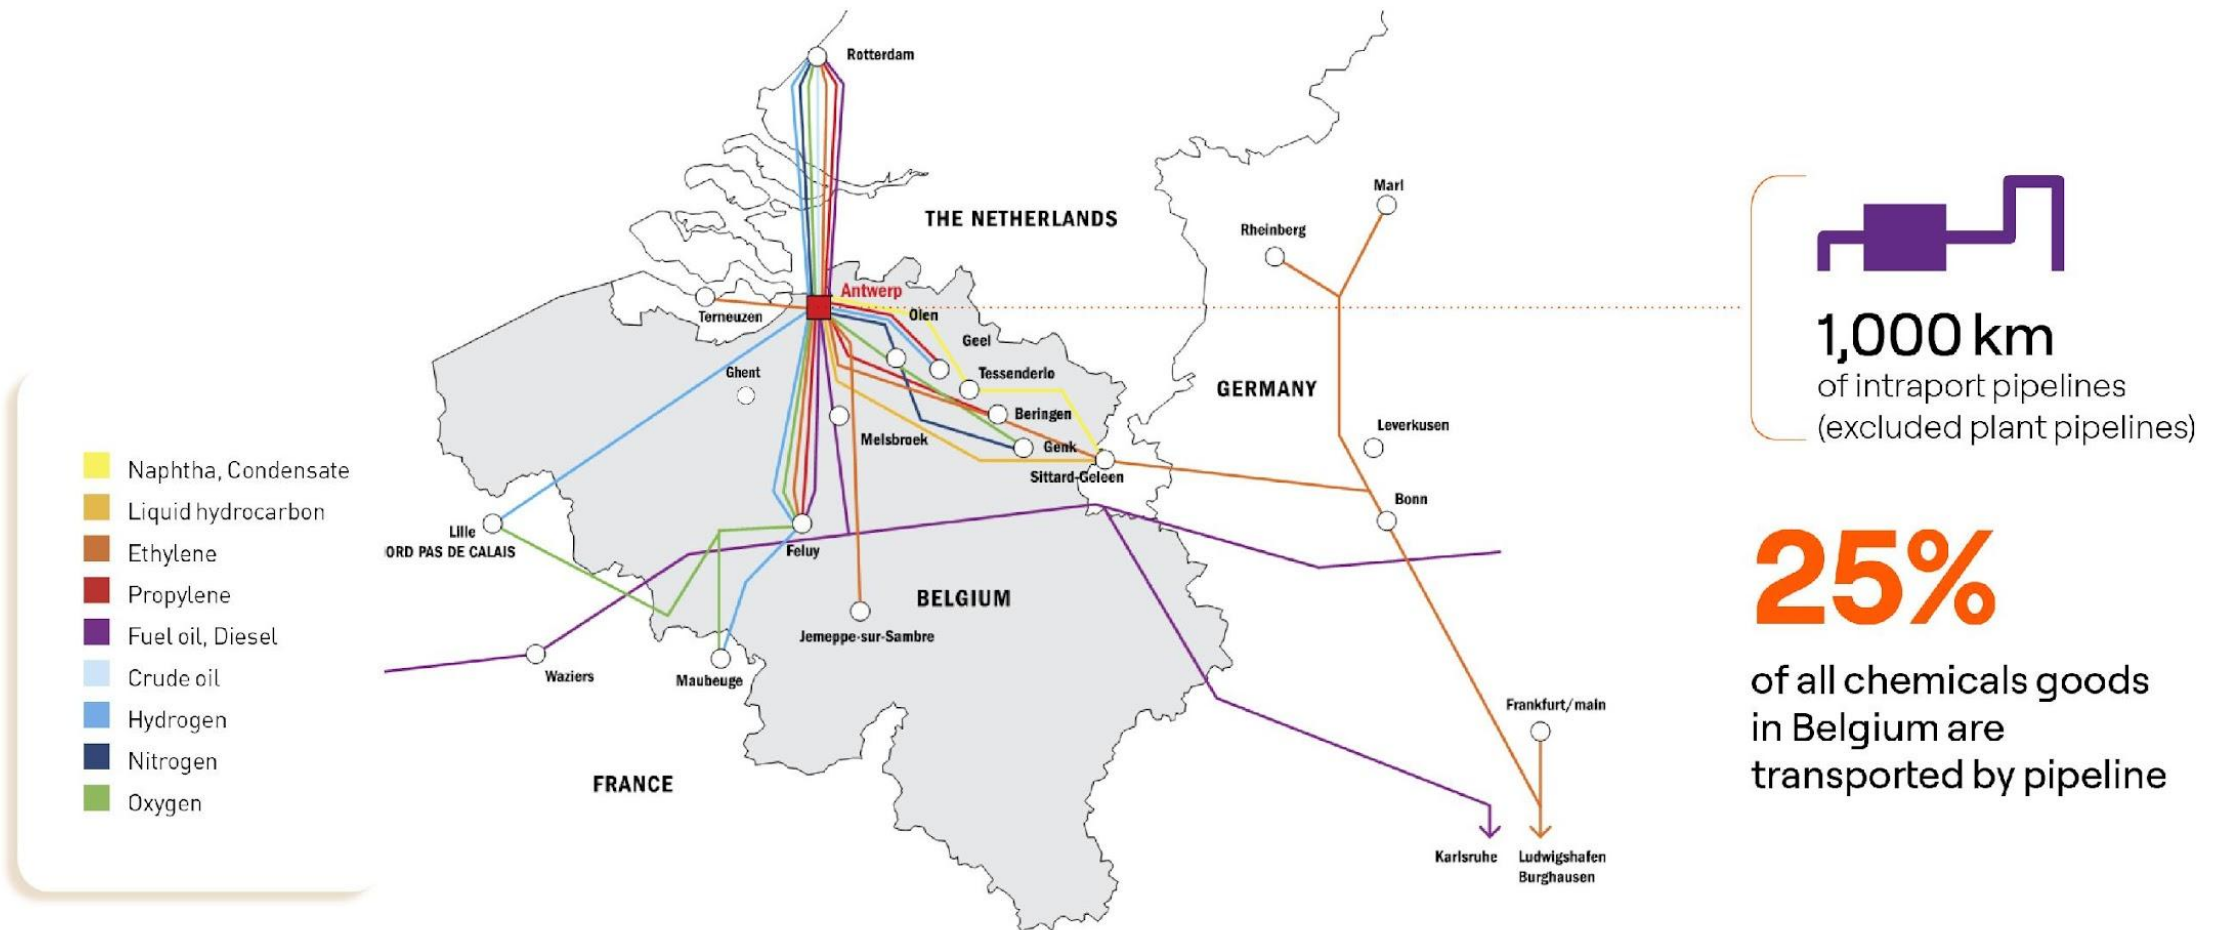 Naphtha, Condensate
Liquid hydrocarbon
Ethylene
Propylene
Fuel oil, Diesel
Crude oil
Hydrogen
Nitrogen
Oxygen
Rotterdam
THE NETHERLANDS
Marl
Rheinberg
Antwerp
Terneuzen
Olen
Geel
Ghent
Tessenderlo
GERMANY
Beringen
Leverkusen
Melsbroek
Genk
Sittard-Geleen
Bonn
Lille
ORD PAS DE CALAIS
Feluy
BELGIUM
Jemeppe-sur-Sambre
Waziers
Maubeuge
Frankfurt/main
FRANCE
Karlsruhe
Ludwigshafen
Burghausen
1,000 km
of intraport pipelines
(excluded plant pipelines)
25%
of all chemicals goods
in Belgium are
transported by pipeline